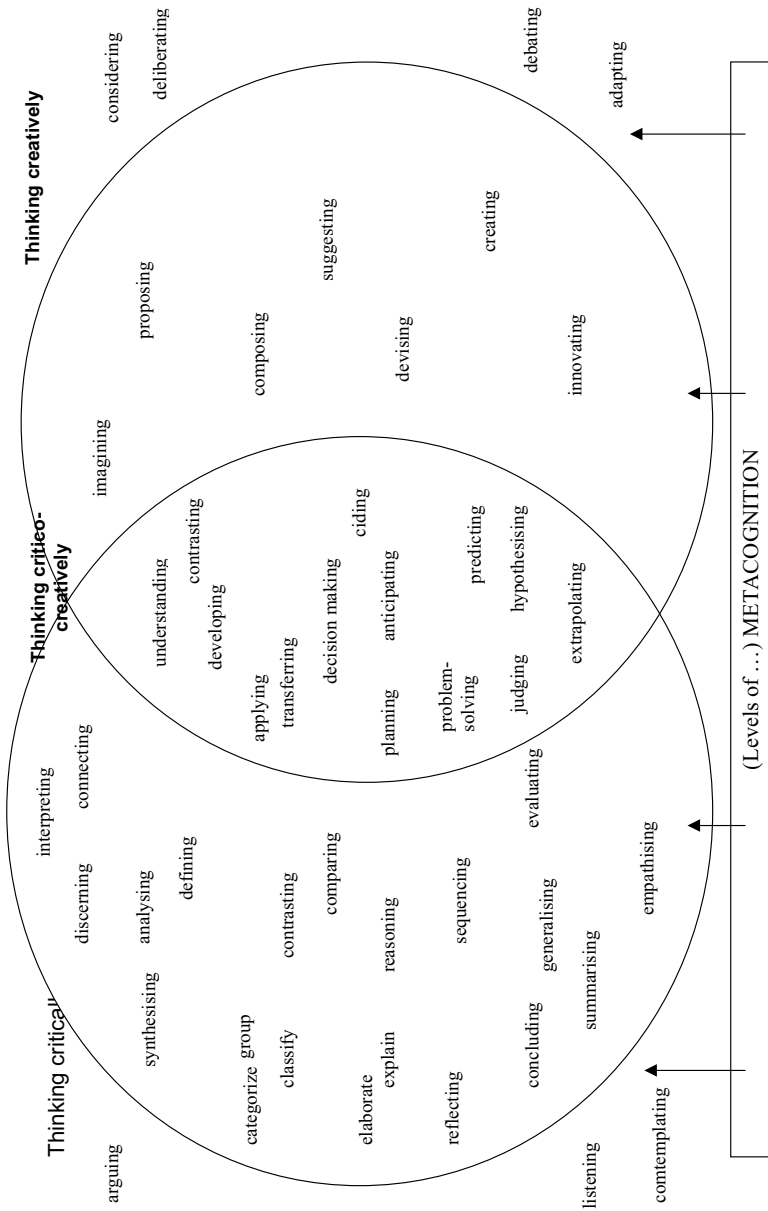 Thinking critical
Thinking critico-
creatively
Thinking creatively
arguing
interpreting
connecting
discerning
analysing
defining
synthesising
categorize group
classify
contrasting
comparing
elaborate
explain
reasoning
reflecting
sequencing
concluding
generalising
summarising
evaluating
empathising
listening
comtemplating
understanding
contrasting
developing
applying
transferring
decision making
ciding
planning
anticipating
problem-
solving
predicting
judging
hypothesising
extrapolating
imagining
proposing
composing
suggesting
devising
creating
innovating
considering
deliberating
debating
adapting
(Levels of …) METACOGNITION